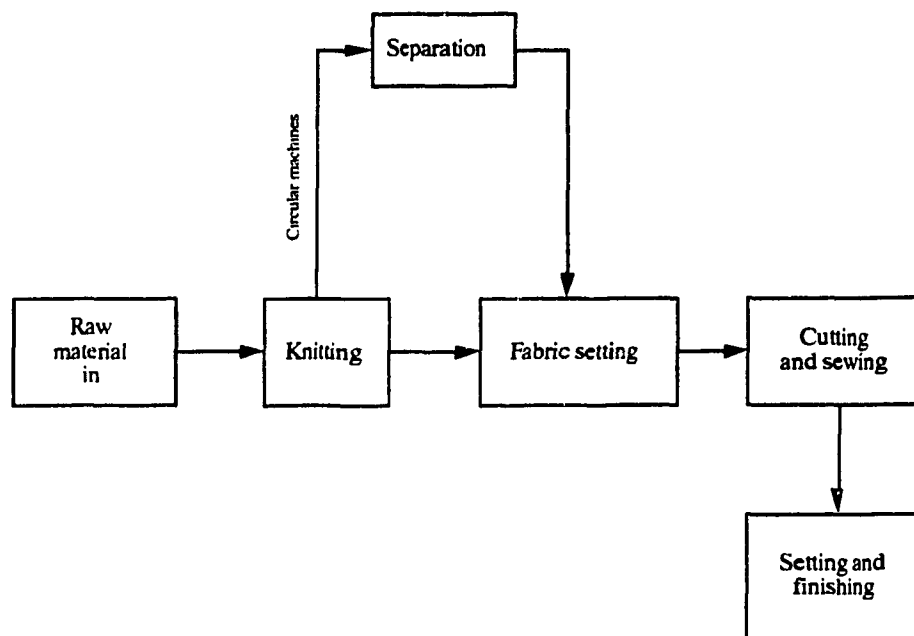 Separation
Circular machines
Raw
material
in
Knitting
Fabric setting
Cutting
and sewing
Setting and
finishing